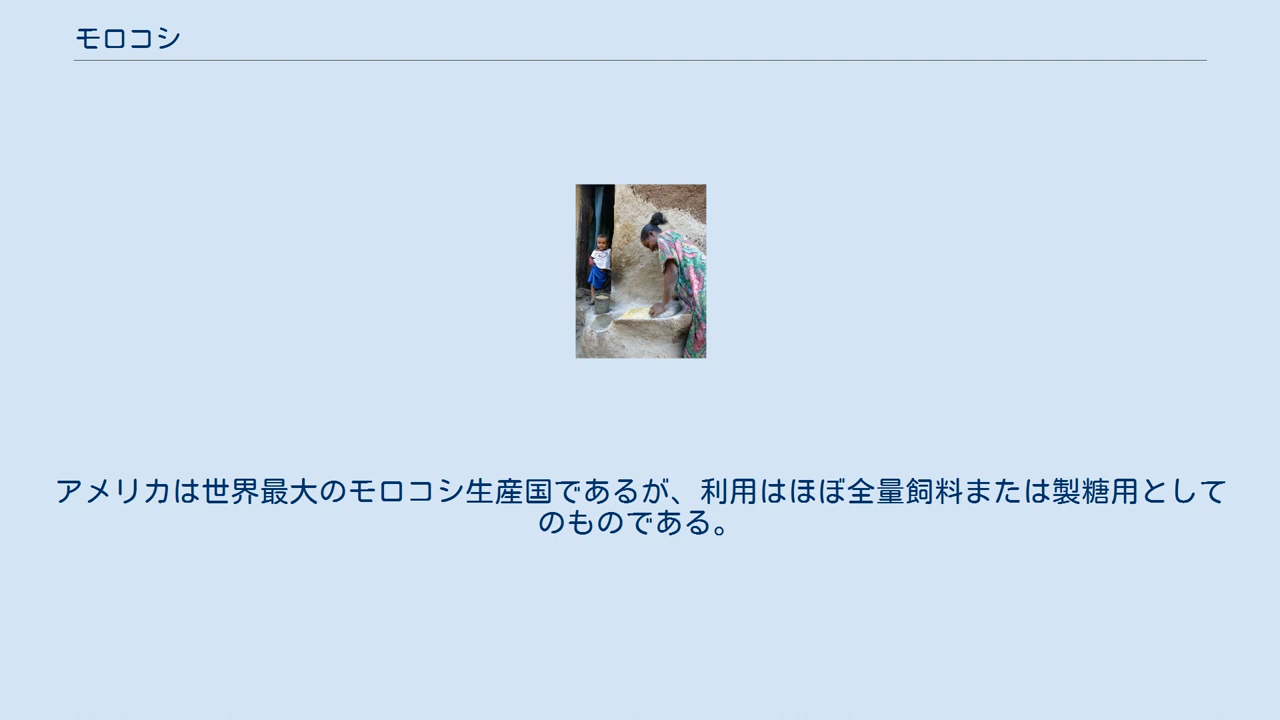 モロコシ
アメリカは世界最大のモロコシ生産国であるが、利用はほぼ全量飼料または製糖用として
のものである。